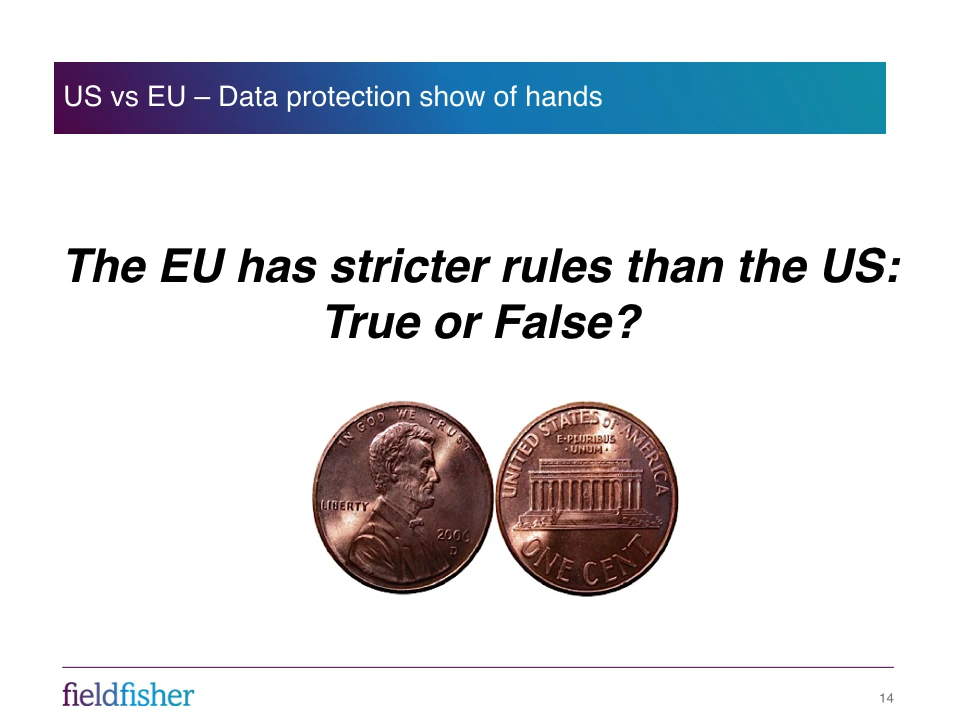 US vs EU – Data protection show of hands
The EU has stricter rules than the US:
True or False?
IN GOD WE TRUST
LIBERTY
2006
D
UNITED STATES OF AMERICA
E·PLURIBUS
·UNUM·
ONE CENT
fieldfisher
14